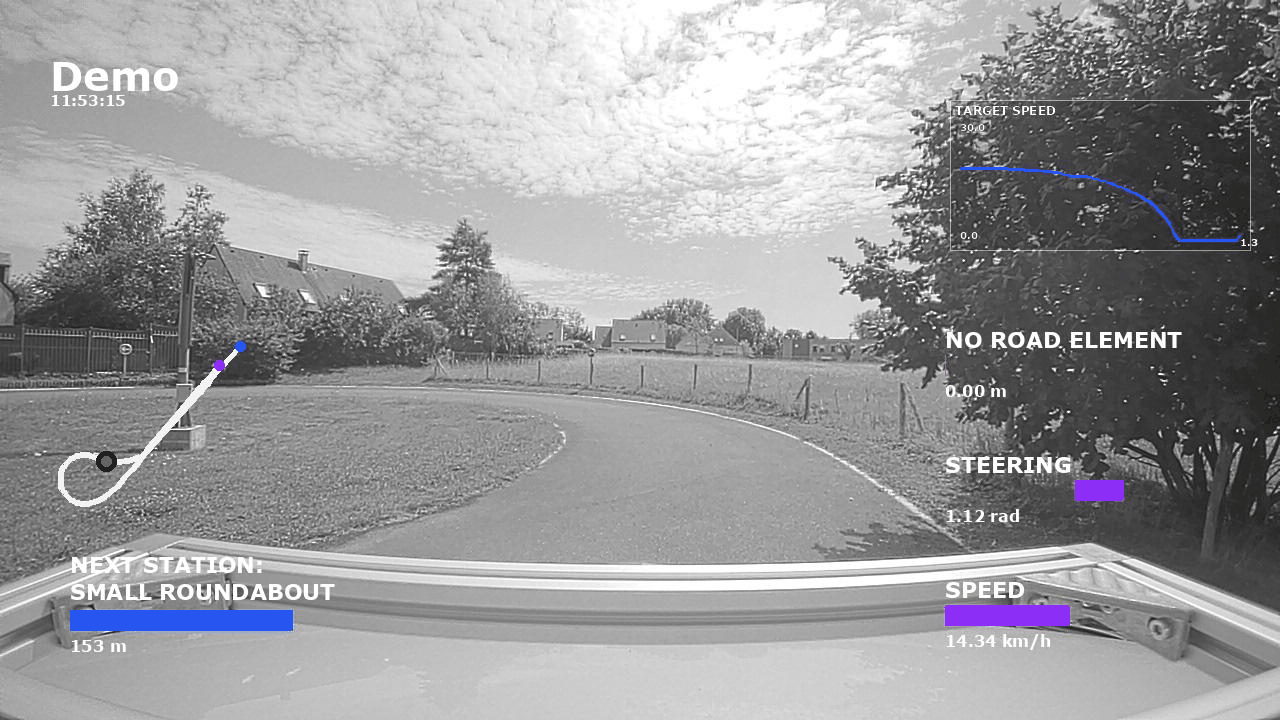 Demo
11:53:15
TARGET SPEED
30.0
0.0
1.3
NO ROAD ELEMENT
0.00 m
STEERING
1.12 rad
NEXT STATION:
SMALL ROUNDABOUT
153 m
SPEED
14.34 km/h